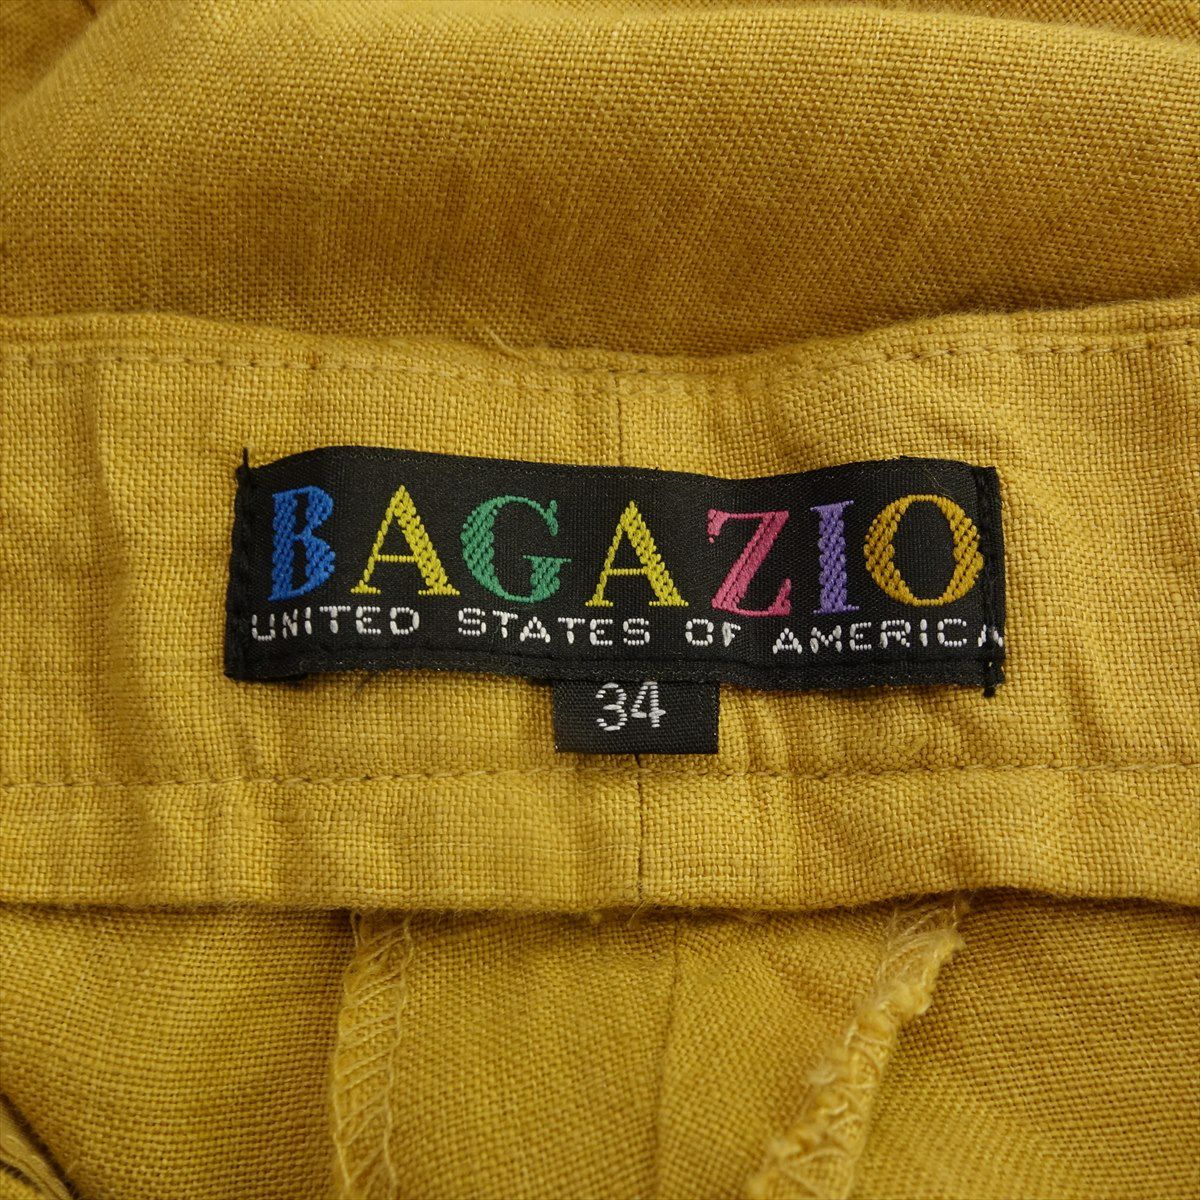 BAGAZIO
UNITED STATES OF AMERICA
34